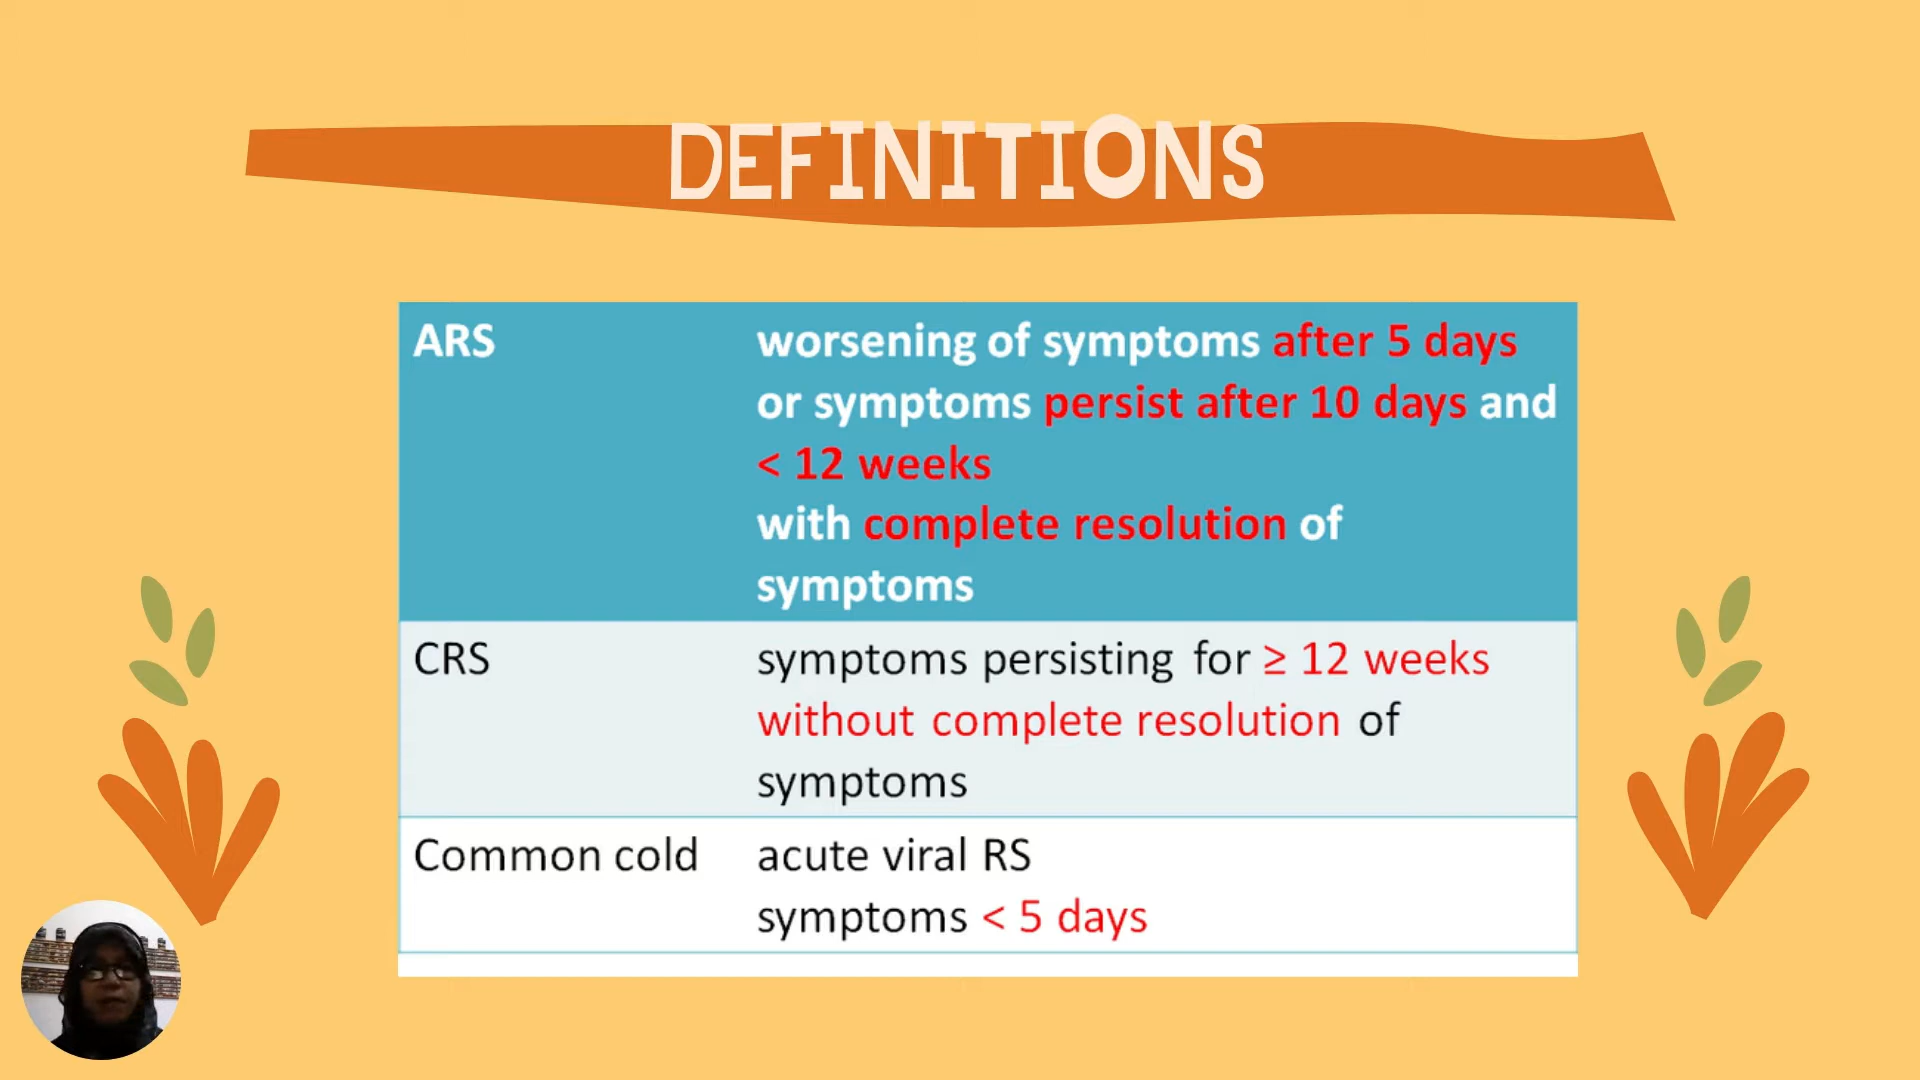 DEFINITIONS
ARS
worsening of symptoms after 5 days
or symptoms persist after 10 days and
< 12 weeks
with complete resolution of
symptoms
CRS
symptoms persisting for ≥ 12 weeks
without complete resolution of
symptoms
Common cold
acute viral RS
symptoms < 5 days